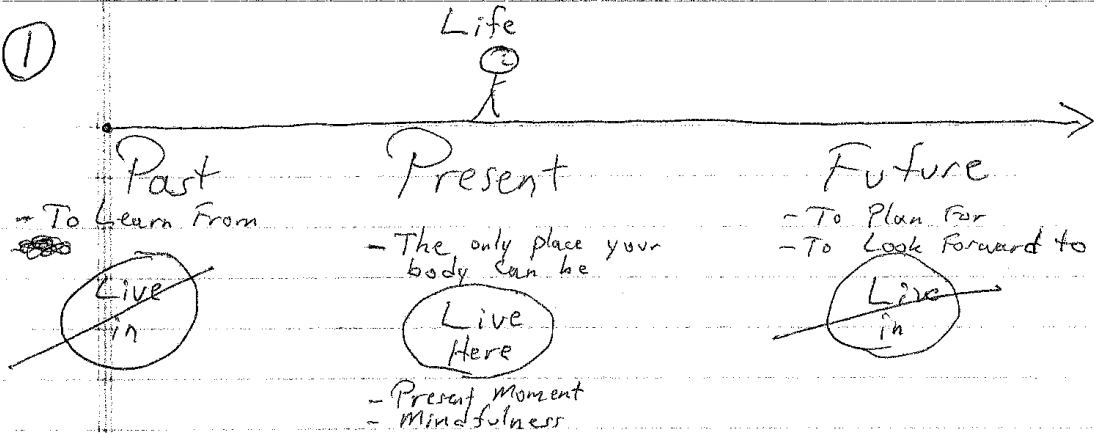 1
Life
Past
- To Learn From
Live
in
Present
- The only place your
body can be
Live
Here
- Present Moment
- Mindfulness
Future
- To Plan For
- To Look Forward to
Live
in